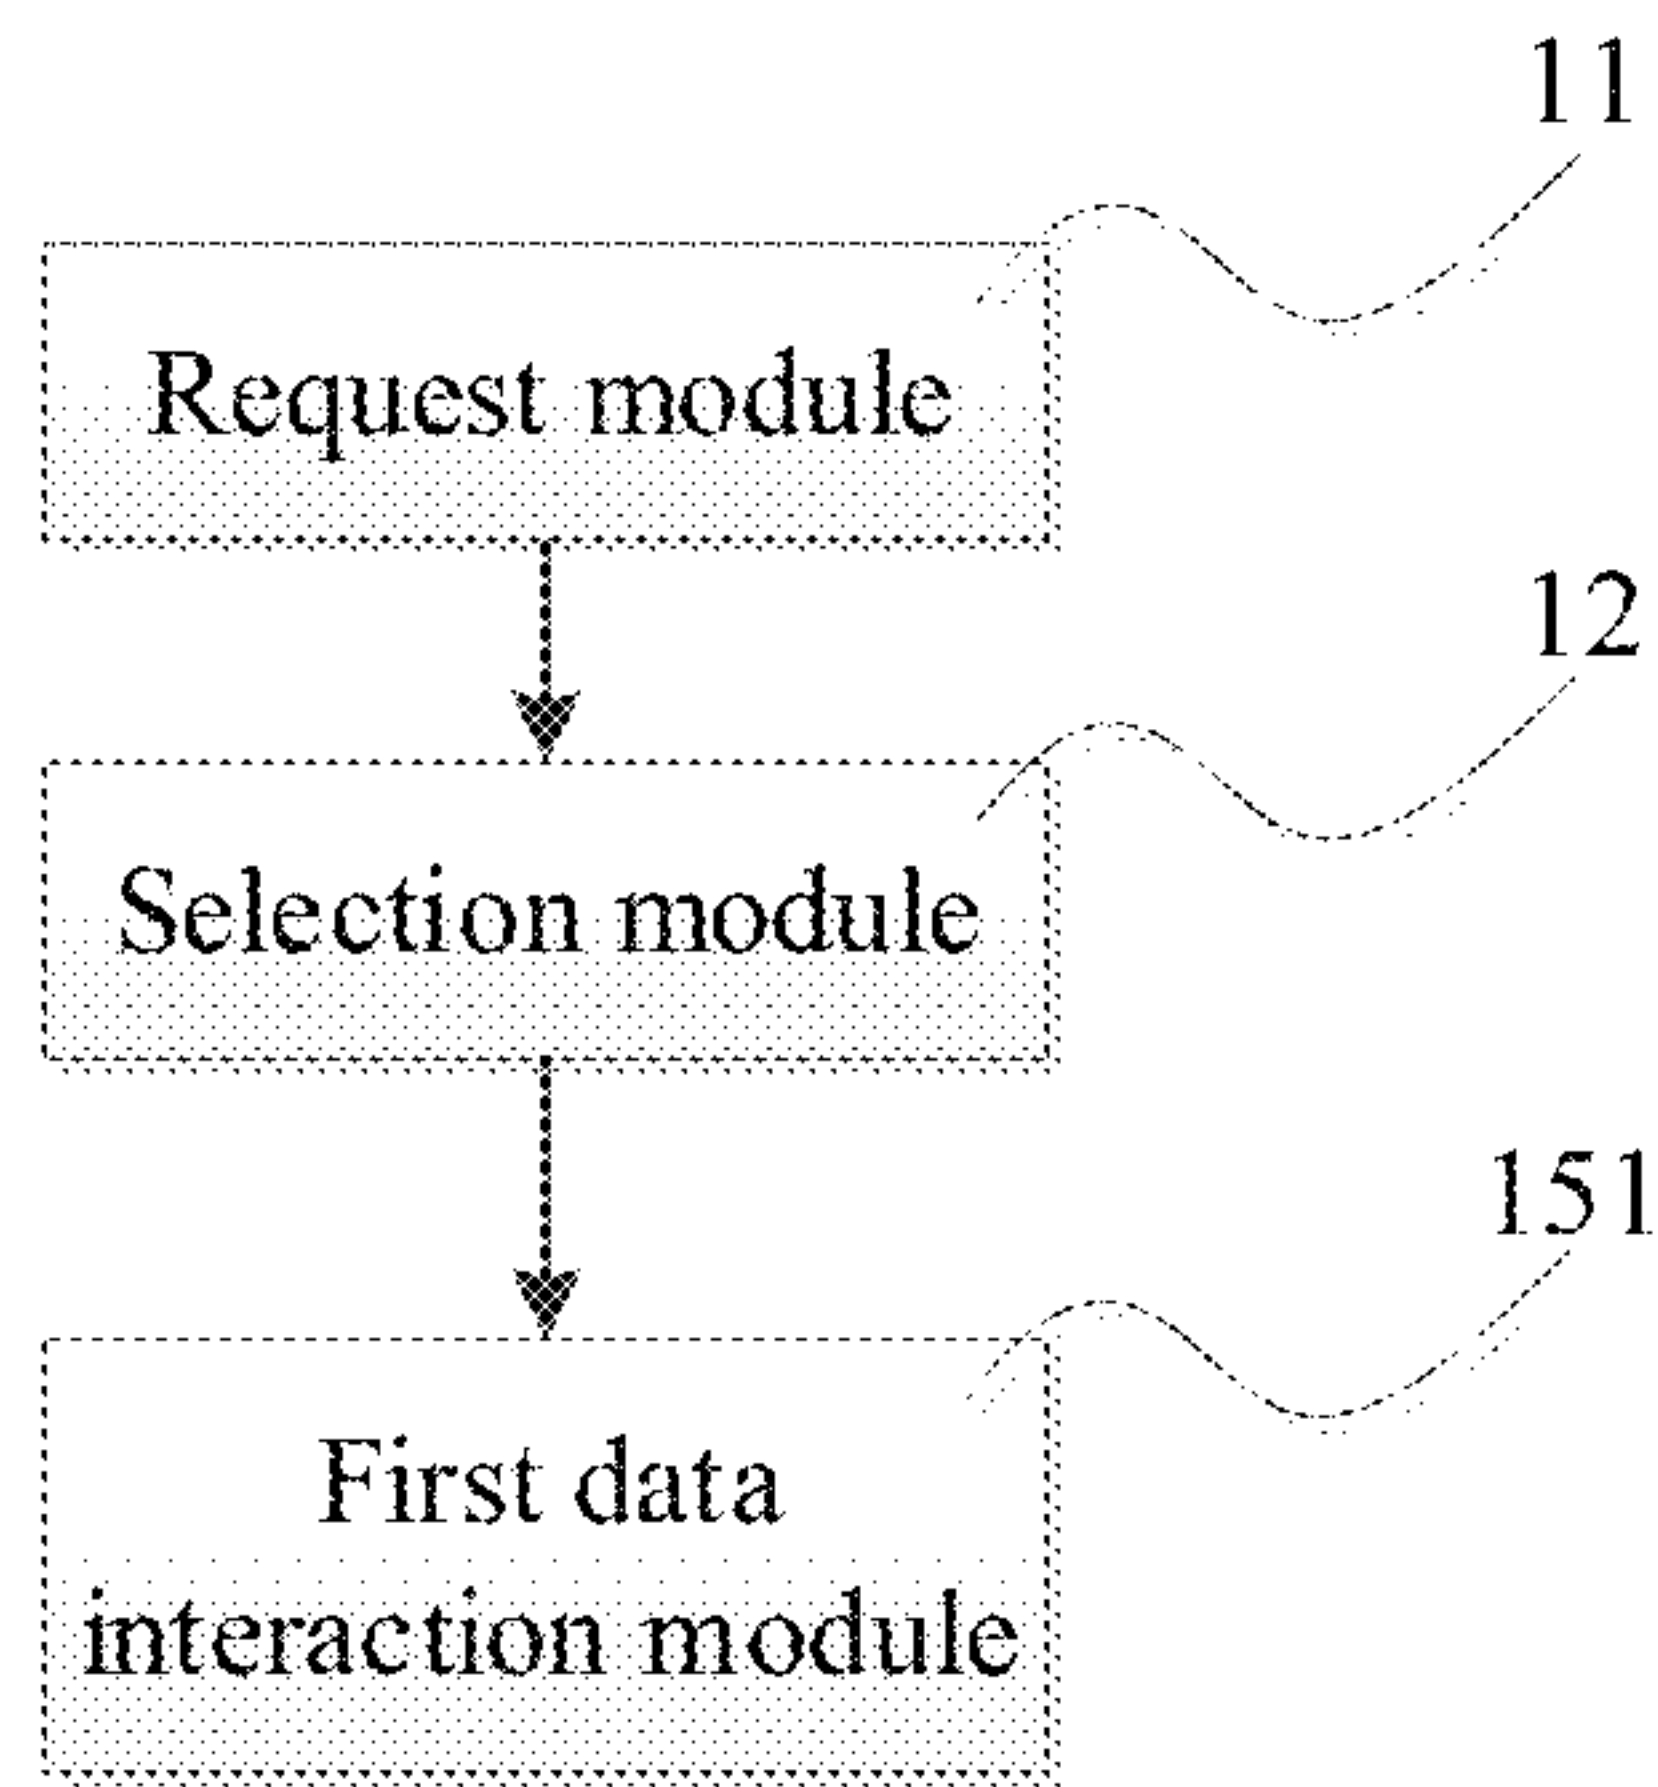 11
Request module
12
Selection module
151
First data
interaction module